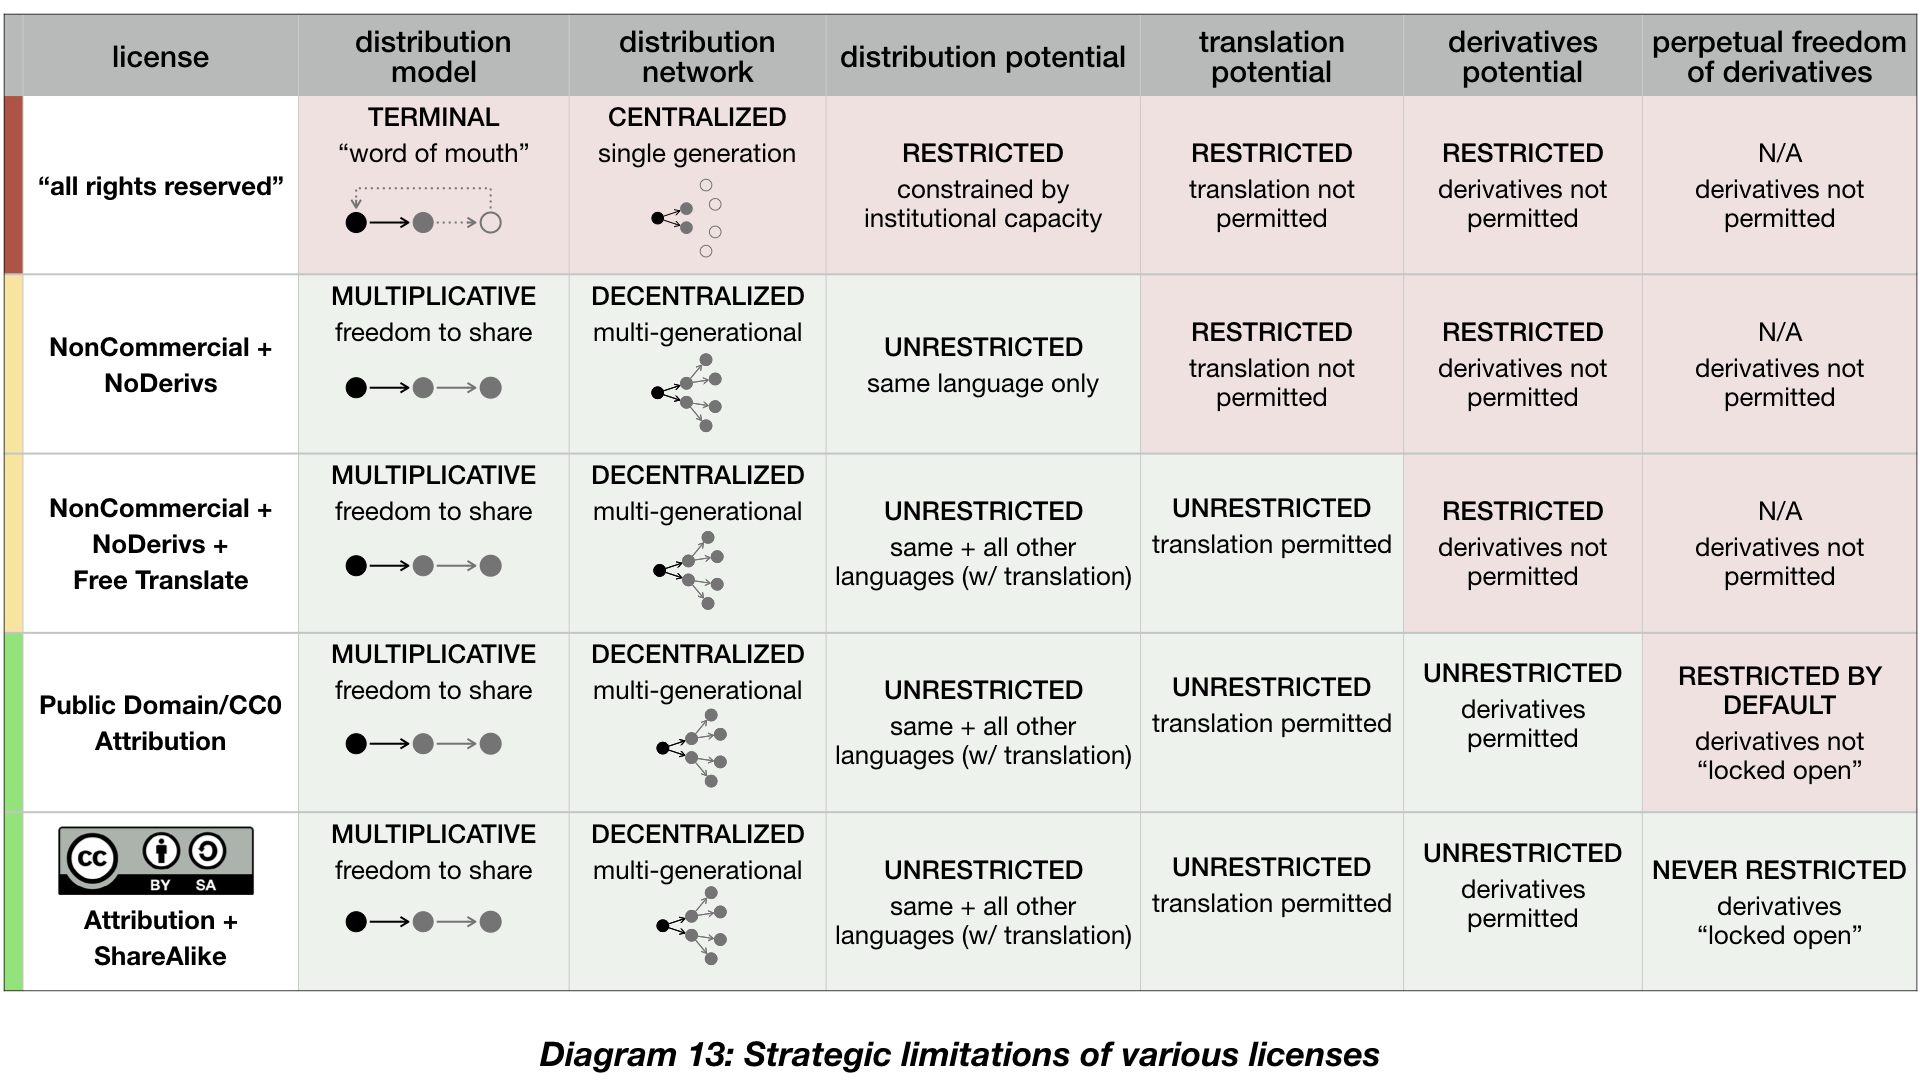 license
distribution
model
distribution
network
distribution potential
translation
potential
derivatives
potential
perpetual freedom
of derivatives
“all rights reserved”
TERMINAL
“word of mouth”
CENTRALIZED
single generation
RESTRICTED
constrained by
institutional capacity
RESTRICTED
translation not
permitted
RESTRICTED
derivatives not
permitted
N/A
derivatives not
permitted
NonCommercial +
NoDerivs
MULTIPLICATIVE
freedom to share
DECENTRALIZED
multi-generational
UNRESTRICTED
same language only
RESTRICTED
translation not
permitted
RESTRICTED
derivatives not
permitted
N/A
derivatives not
permitted
NonCommercial +
NoDerivs +
Free Translate
MULTIPLICATIVE
freedom to share
DECENTRALIZED
multi-generational
UNRESTRICTED
same + all other
languages (w/ translation)
UNRESTRICTED
translation permitted
RESTRICTED
derivatives not
permitted
N/A
derivatives not
permitted
Public Domain/CC0
Attribution
MULTIPLICATIVE
freedom to share
DECENTRALIZED
multi-generational
UNRESTRICTED
same + all other
languages (w/ translation)
UNRESTRICTED
translation permitted
UNRESTRICTED
derivatives
permitted
RESTRICTED BY
DEFAULT
derivatives not
“locked open”
cc
BY SA
Attribution +
ShareAlike
MULTIPLICATIVE
freedom to share
DECENTRALIZED
multi-generational
UNRESTRICTED
same + all other
languages (w/ translation)
UNRESTRICTED
translation permitted
UNRESTRICTED
derivatives
permitted
NEVER RESTRICTED
derivatives
“locked open”
Diagram 13: Strategic limitations of various licenses